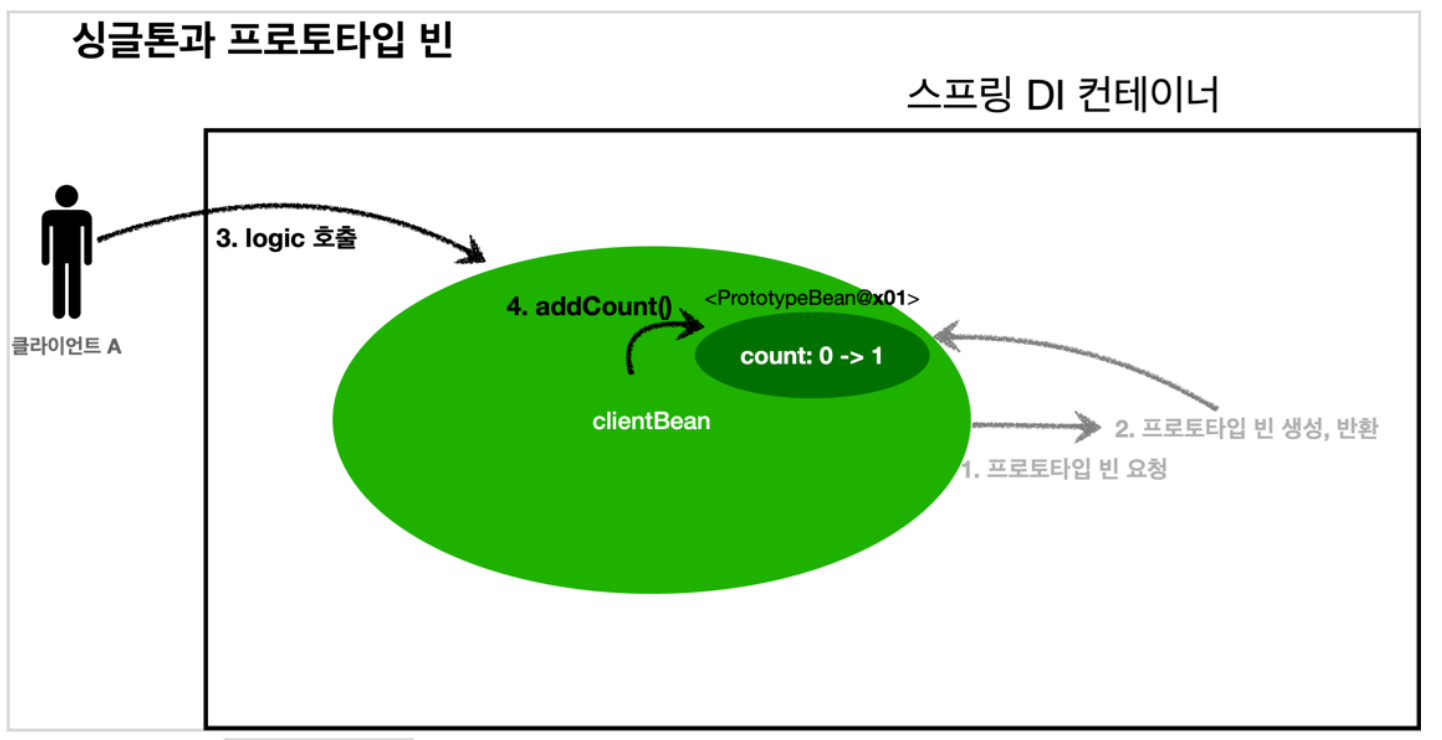 싱글톤과 프로토타입 빈
스프링 DI 컨테이너
3. logic 호출
클라이언트 A
4. addCount()
<PrototypeBean@x01>
count: 0 -> 1
clientBean
2. 프로토타입 빈 생성, 반환
1. 프로토타입 빈 요청